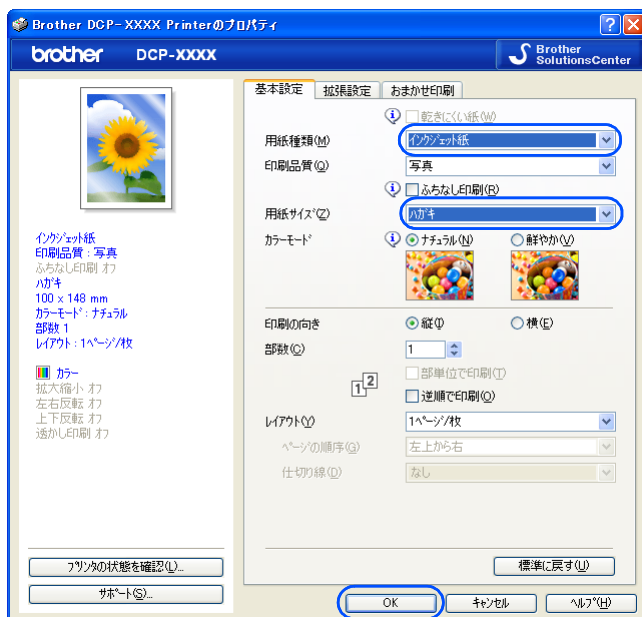 Brother DCP-XXXX Printerのプロパティ
brother DCP-XXXX
Brother
SolutionsCenter
インクジェット紙
印刷品質 : 写真
ふちなし印刷 オフ
ハガキ
100 x 148 mm
カラーモード : ナチュラル
部数 1
レイアウト : 1ページ/枚
カラー
拡大縮小 オフ
左右反転 オフ
上下反転 オフ
透かし印刷 オフ
プリンタの状態を確認(L)...
サポート(S)...
基本設定 拡張設定 おまかせ印刷
乾きにくい紙(W)
用紙種類(M) インクジェット紙
印刷品質(Q) 写真
ふちなし印刷(R)
用紙サイズ(Z) ハガキ
カラーモード ナチュラル(N) 鮮やか(V)
印刷の向き 縦(I) 横(E)
部数(C) 1
部単位で印刷(T)
12
逆順で印刷(O)
レイアウト(Y) 1ページ/枚
ページの順序(G) 左上から右
仕切り線(D) なし
標準に戻す(U)
OK キャンセル ヘルプ(H)